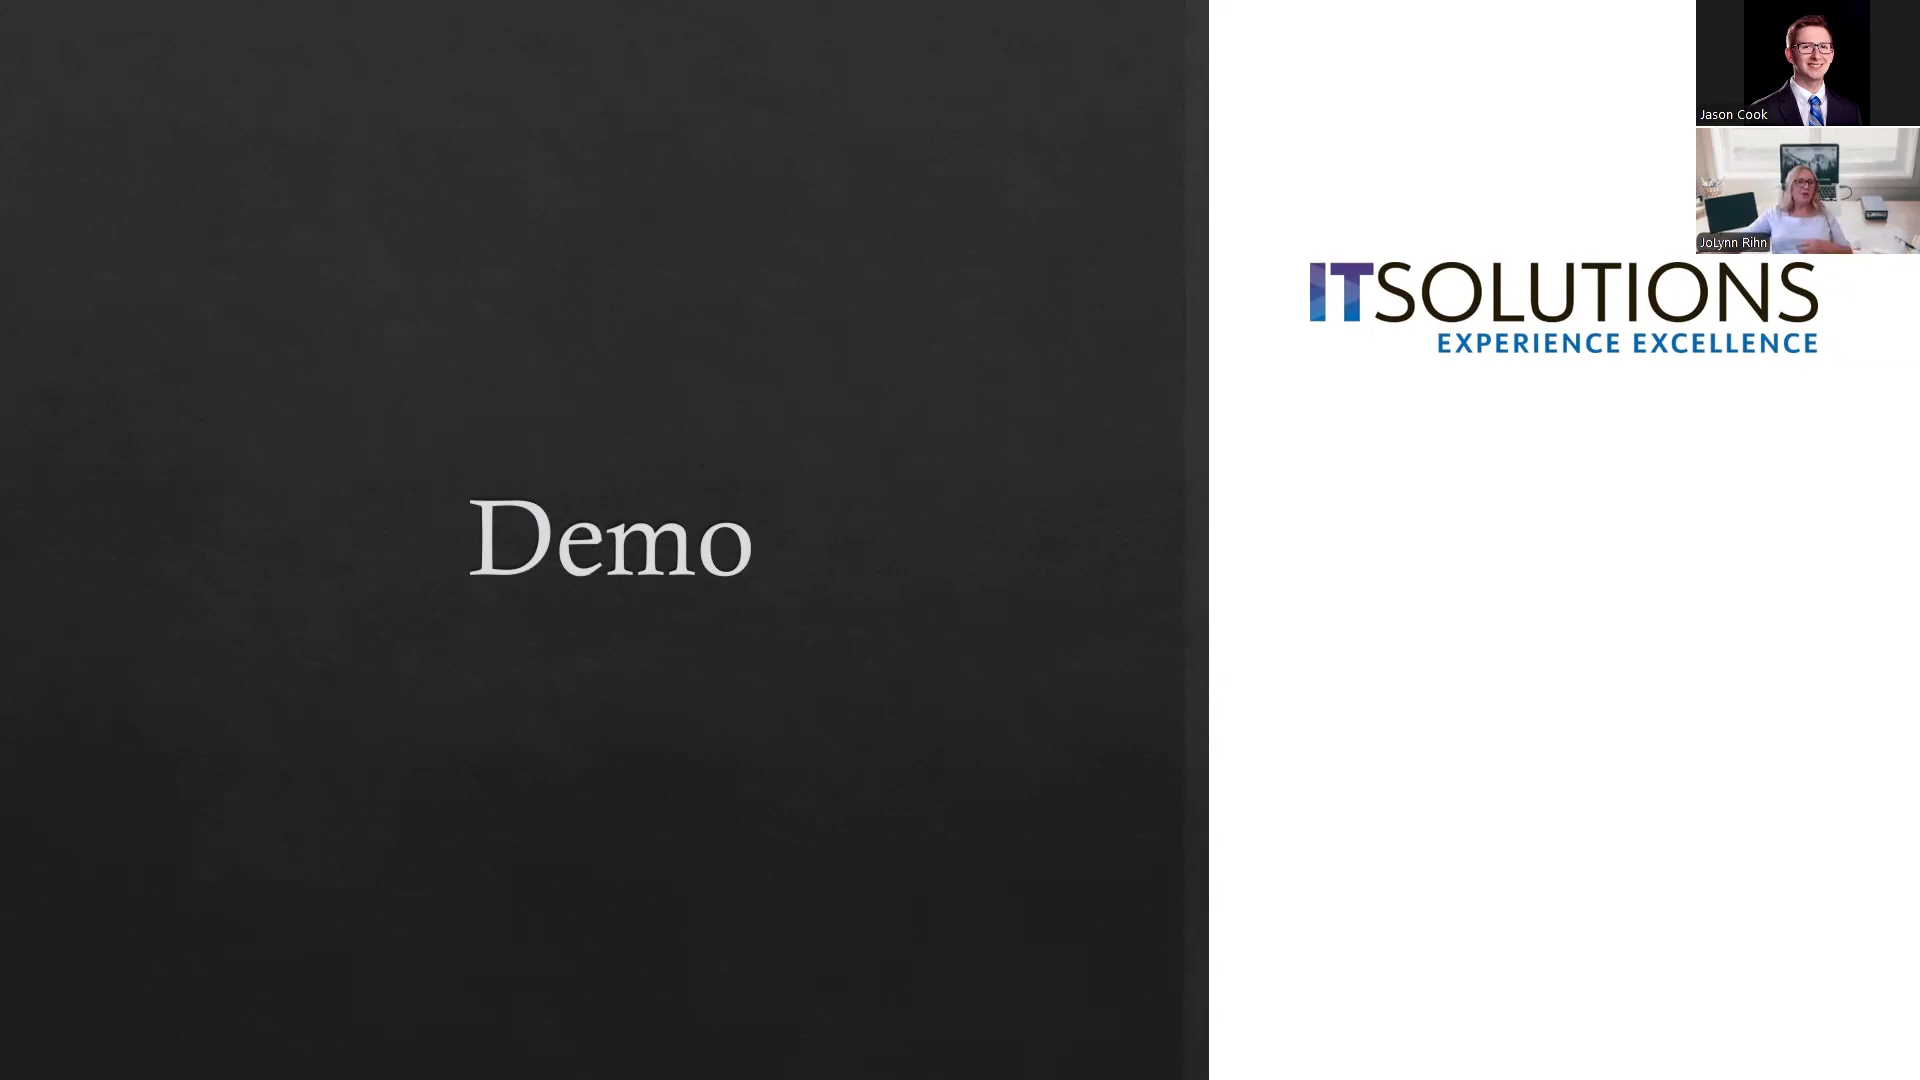 Demo
Jason Cook
JoLynn Rihn
ITSOLUTIONS
EXPERIENCE EXCELLENCE